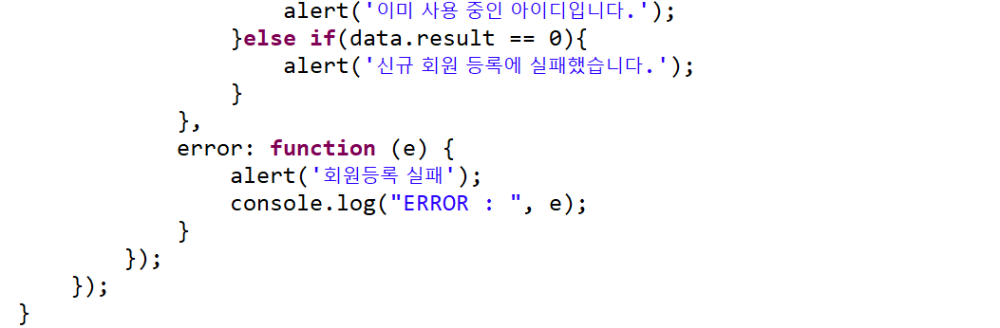 alert('이미 사용 중인 아이디입니다.');
}else if(data.result == 0){
alert('신규 회원 등록에 실패했습니다.');
}
},
error: function (e) {
alert('회원등록 실패');
console.log("ERROR : ", e);
}
});
});
}